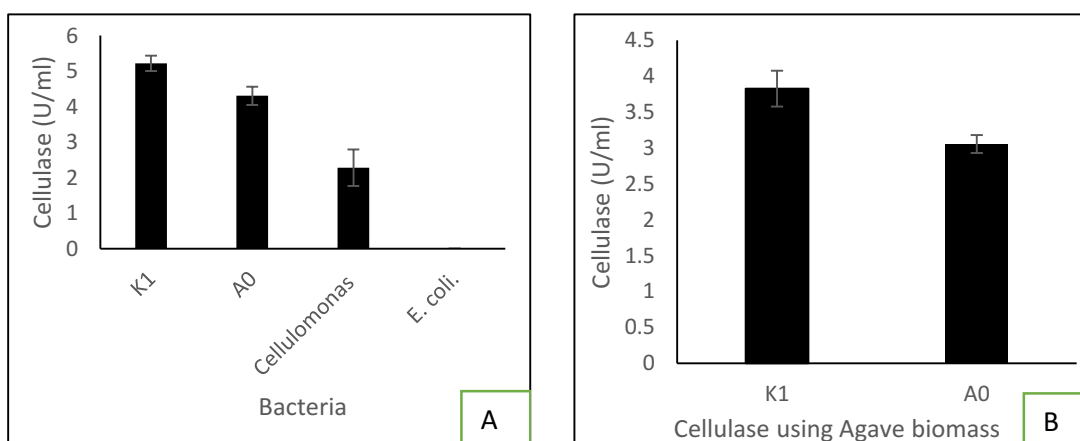 Cellulase (U/ml)
6
5
4
3
2
1
0
K1
A0
Cellulomonas
E. coli.
Bacteria
A
Cellulase (U/ml)
4.5
4
3.5
3
2.5
2
1.5
1
0.5
0
K1
A0
Cellulase using Agave biomass
B